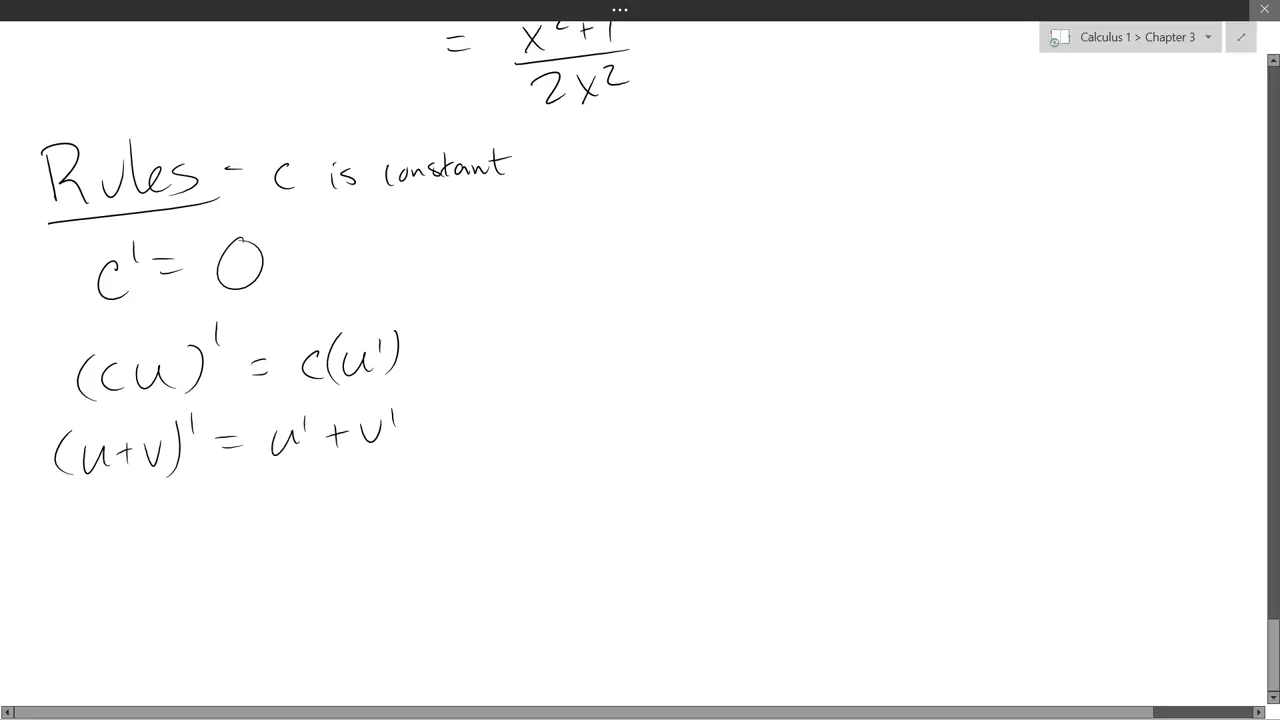 ...
Calculus 1 > Chapter 3
= x²+1 / 2x²
Rules - c is constant
c' = 0
(cu)' = c(u')
(u+v)' = u' + v'